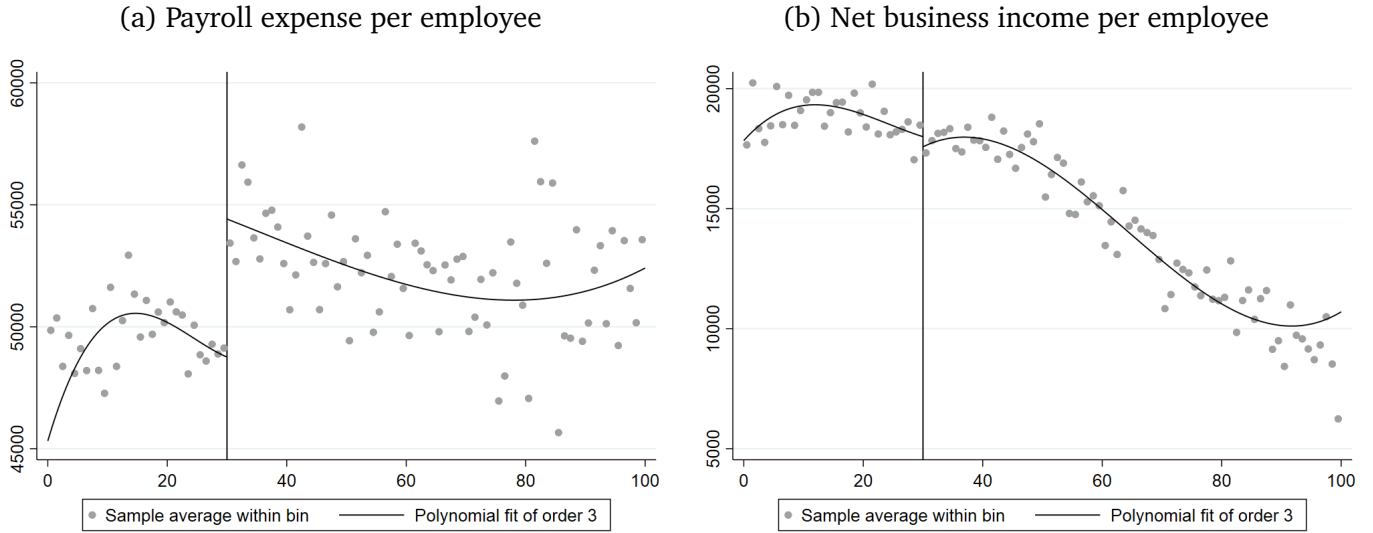 (a) Payroll expense per employee
60000
55000
50000
45000
0 20 40 60 80 100
Sample average within bin Polynomial fit of order 3
(b) Net business income per employee
20000
15000
10000
5000
0 20 40 60 80 100
Sample average within bin Polynomial fit of order 3